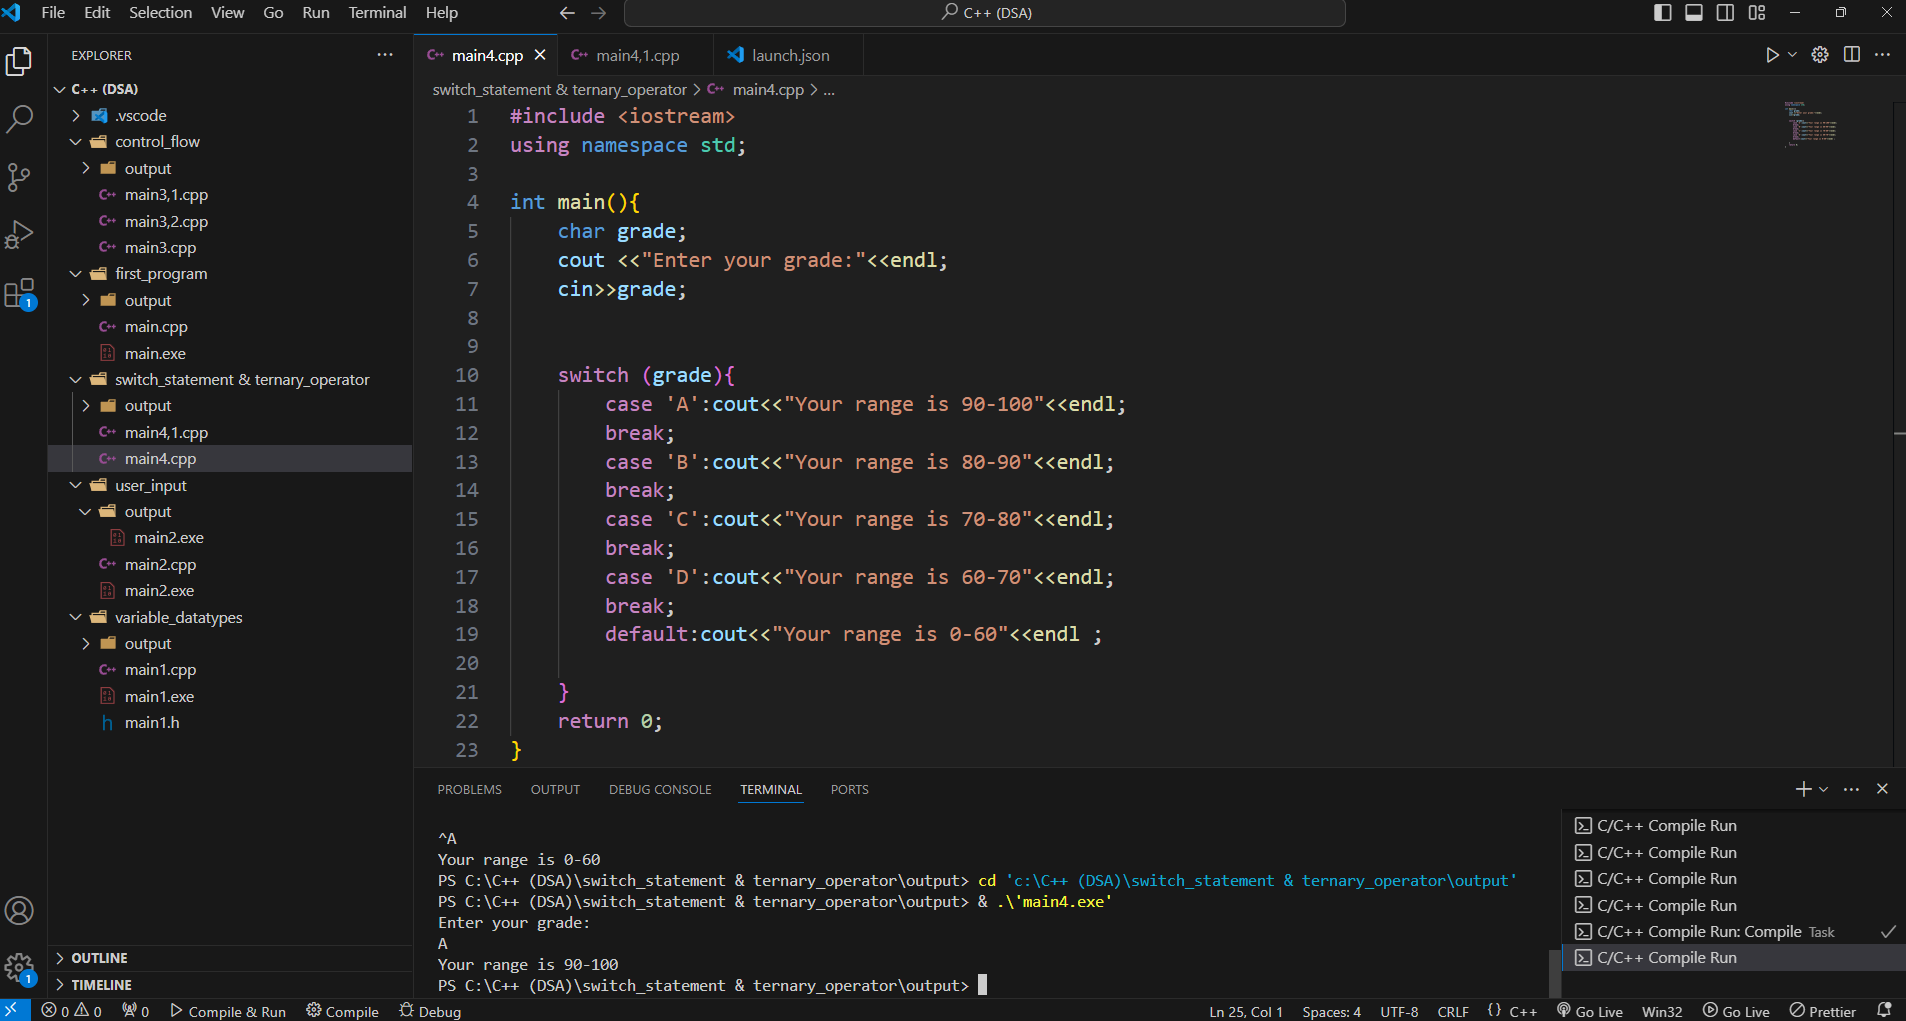 File Edit Selection View Go Run Terminal Help
C++ (DSA)
EXPLORER
C++ (DSA)
.vscode
control_flow
output
main3,1.cpp
main3,2.cpp
main3.cpp
first_program
output
main.cpp
main.exe
switch_statement & ternary_operator
output
main4,1.cpp
main4.cpp
user_input
output
main2.exe
main2.cpp
main2.exe
variable_datatypes
output
main1.cpp
main1.exe
h main1.h
OUTLINE
TIMELINE
main4.cpp main4,1.cpp launch.json
switch_statement & ternary_operator > main4.cpp > ...
1 #include <iostream>
2 using namespace std;
3
4 int main(){
5 char grade;
6 cout <<"Enter your grade:"<<endl;
7 cin>>grade;
8
9
10 switch (grade){
11 case 'A':cout<<"Your range is 90-100"<<endl;
12 break;
13 case 'B':cout<<"Your range is 80-90"<<endl;
14 break;
15 case 'C':cout<<"Your range is 70-80"<<endl;
16 break;
17 case 'D':cout<<"Your range is 60-70"<<endl;
18 break;
19 default:cout<<"Your range is 0-60"<<endl ;
20
21 }
22 return 0;
23 }
PROBLEMS OUTPUT DEBUG CONSOLE TERMINAL PORTS
^A
Your range is 0-60
PS C:\C++ (DSA)\switch_statement & ternary_operator\output> cd 'c:\C++ (DSA)\switch_statement & ternary_operator\output'
PS C:\C++ (DSA)\switch_statement & ternary_operator\output> & .\'main4.exe'
Enter your grade:
A
Your range is 90-100
PS C:\C++ (DSA)\switch_statement & ternary_operator\output>
C/C++ Compile Run
C/C++ Compile Run
C/C++ Compile Run
C/C++ Compile Run
C/C++ Compile Run: Compile Task
C/C++ Compile Run
1
1
0 0 0 Compile & Run Compile Debug Ln 25, Col 1 Spaces: 4 UTF-8 CRLF {} C++ Go Live Win32 Go Live Prettier